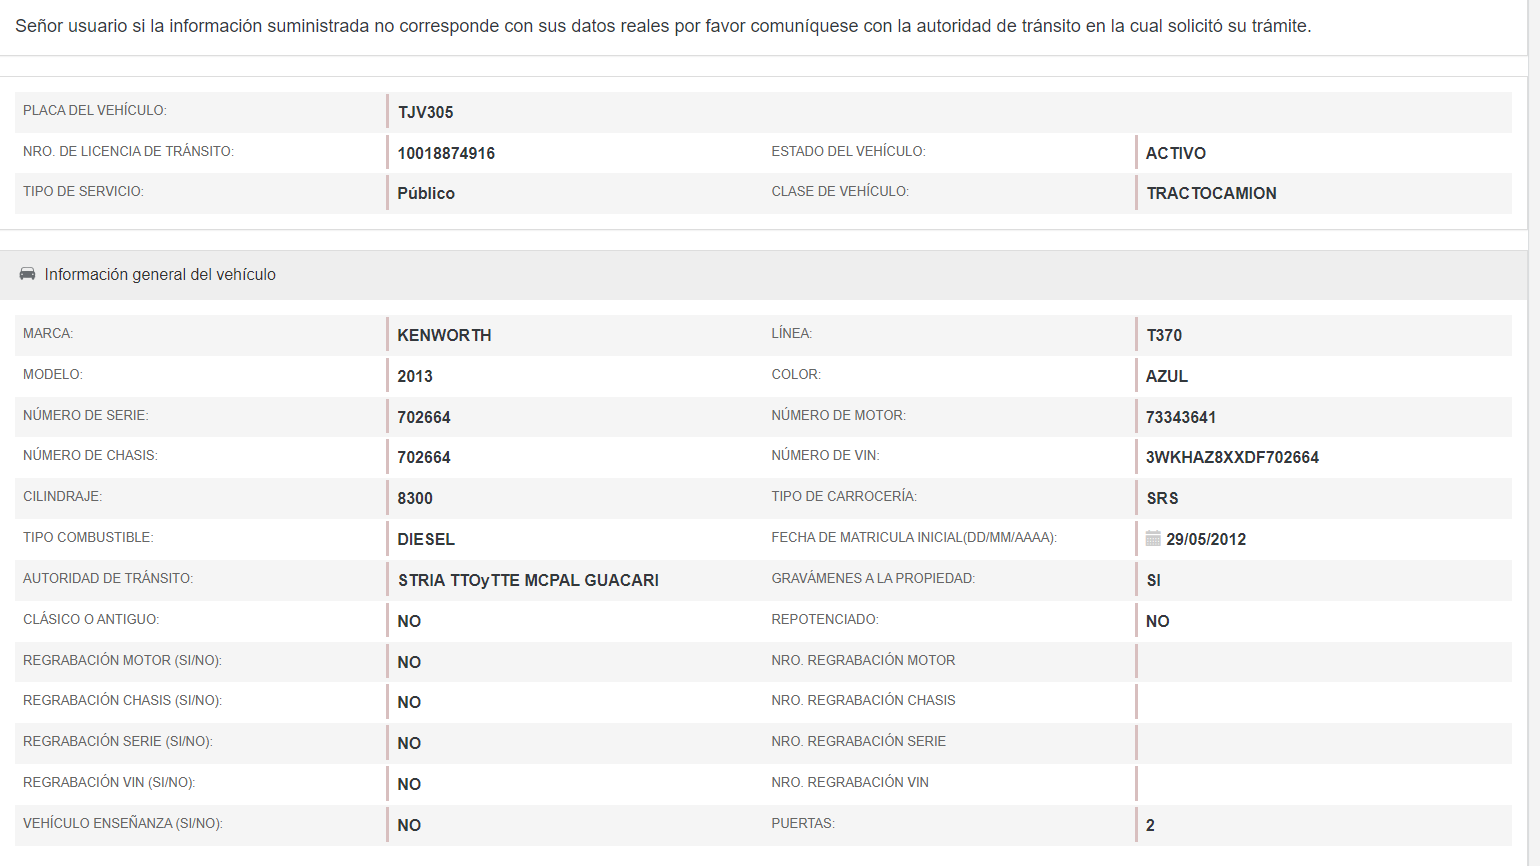 Señor usuario si la información suministrada no corresponde con sus datos reales por favor comuníquese con la autoridad de tránsito en la cual solicitó su trámite.
PLACA DEL VEHÍCULO: TJV305
NRO. DE LICENCIA DE TRÁNSITO: 10018874916 ESTADO DEL VEHÍCULO: ACTIVO
TIPO DE SERVICIO: Público CLASE DE VEHÍCULO: TRACTOCAMION
Información general del vehículo
MARCA: KENWORTH LÍNEA: T370
MODELO: 2013 COLOR: AZUL
NÚMERO DE SERIE: 702664 NÚMERO DE MOTOR: 73343641
NÚMERO DE CHASIS: 702664 NÚMERO DE VIN: 3WKHAZ8XXDF702664
CILINDRAJE: 8300 TIPO DE CARROCERÍA: SRS
TIPO COMBUSTIBLE: DIESEL FECHA DE MATRICULA INICIAL(DD/MM/AAAA): 29/05/2012
AUTORIDAD DE TRÁNSITO: STRIA TTOyTTE MCPAL GUACARI GRAVÁMENES A LA PROPIEDAD: SI
CLÁSICO O ANTIGUO: NO REPOTENCIADO: NO
REGRABACIÓN MOTOR (SI/NO): NO NRO. REGRABACIÓN MOTOR
REGRABACIÓN CHASIS (SI/NO): NO NRO. REGRABACIÓN CHASIS
REGRABACIÓN SERIE (SI/NO): NO NRO. REGRABACIÓN SERIE
REGRABACIÓN VIN (SI/NO): NO NRO. REGRABACIÓN VIN
VEHÍCULO ENSEÑANZA (SI/NO): NO PUERTAS: 2